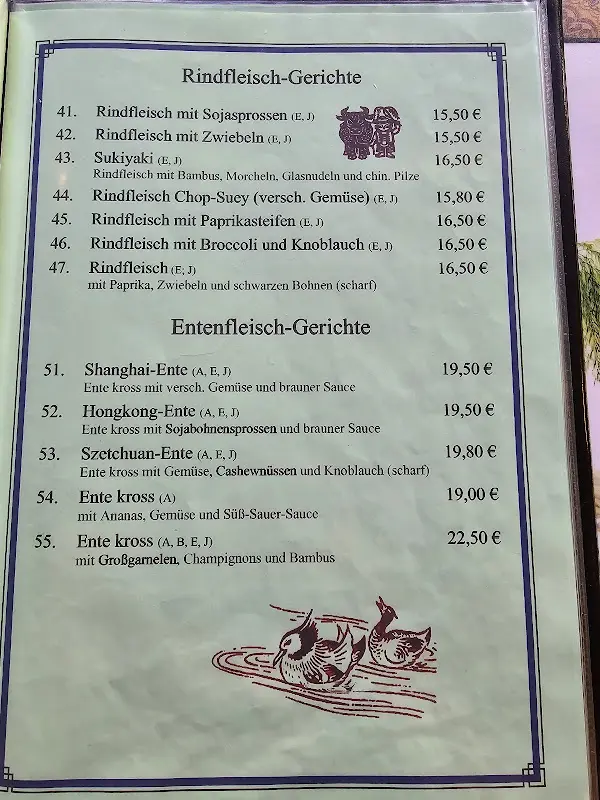 Rindfleisch-Gerichte
41. Rindfleisch mit Sojasprossen (E, J) 15,50 €
42. Rindfleisch mit Zwiebeln (E, J) 15,50 €
43. Sukiyaki (E, J) 16,50 €
Rindfleisch mit Bambus, Morcheln, Glasnudeln und chin. Pilze
44. Rindfleisch Chop-Suey (versch. Gemüse) (E, J) 15,80 €
45. Rindfleisch mit Paprikasteifen (E, J) 16,50 €
46. Rindfleisch mit Broccoli und Knoblauch (E, J) 16,50 €
47. Rindfleisch (E; J) 16,50 €
mit Paprika, Zwiebeln und schwarzen Bohnen (scharf)
Entenfleisch-Gerichte
51. Shanghai-Ente (A, E, J) 19,50 €
Ente kross mit versch. Gemüse und brauner Sauce
52. Hongkong-Ente (A, E, J) 19,50 €
Ente kross mit Sojabohnensprossen und brauner Sauce
53. Szetchuan-Ente (A, E, J) 19,80 €
Ente kross mit Gemüse, Cashewnüssen und Knoblauch (scharf)
54. Ente kross (A) 19,00 €
mit Ananas, Gemüse und Süß-Sauer-Sauce
55. Ente kross (A, B, E, J) 22,50 €
mit Großgarnelen, Champignons und Bambus